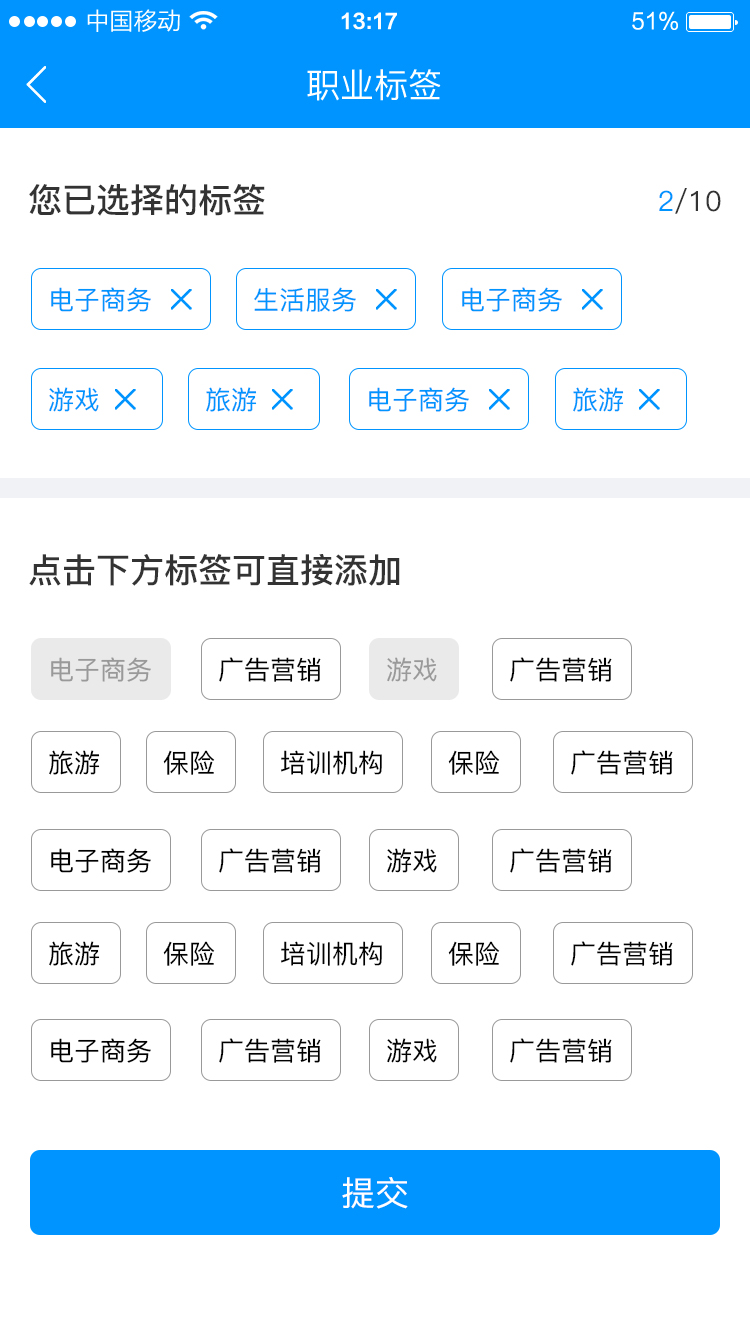 中国移动 13:17 51%
职业标签
您已选择的标签 2/10
电子商务 生活服务 电子商务
游戏 旅游 电子商务 旅游
点击下方标签可直接添加
电子商务 广告营销 游戏 广告营销
旅游 保险 培训机构 保险 广告营销
电子商务 广告营销 游戏 广告营销
旅游 保险 培训机构 保险 广告营销
电子商务 广告营销 游戏 广告营销
提交